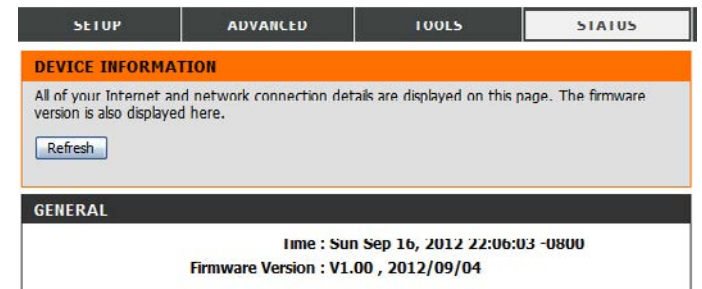 SETUP ADVANCED TOOLS STATUS
DEVICE INFORMATION
All of your Internet and network connection details are displayed on this page. The firmware
version is also displayed here.
Refresh
GENERAL
Time : Sun Sep 16, 2012 22:06:03 -0800
Firmware Version : V1.00 , 2012/09/04